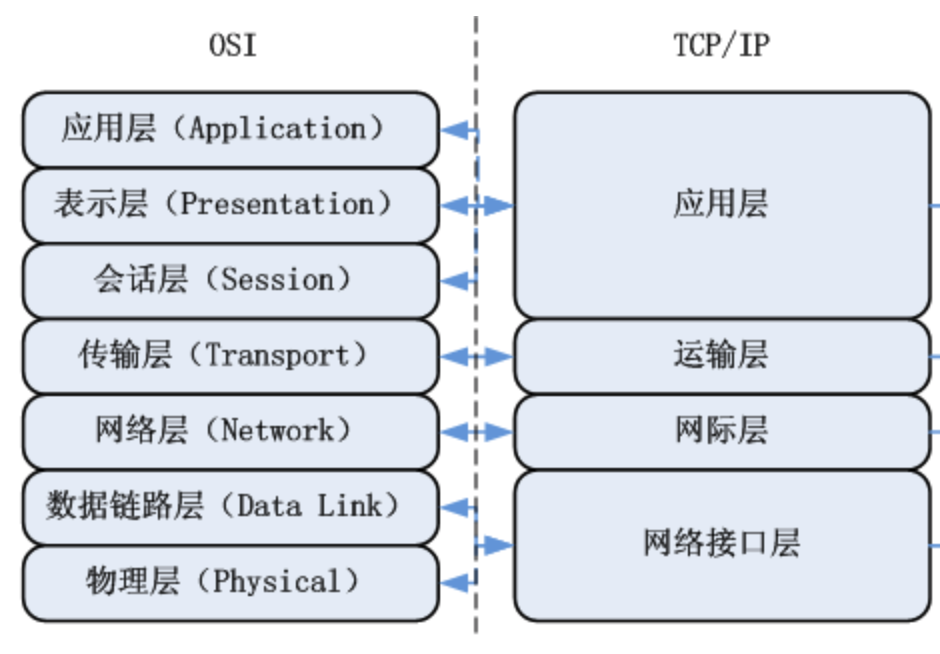 OSI
TCP/IP
应用层（Application）
表示层（Presentation）
会话层（Session）
传输层（Transport）
网络层（Network）
数据链路层（Data Link）
物理层（Physical）
应用层
运输层
网际层
网络接口层